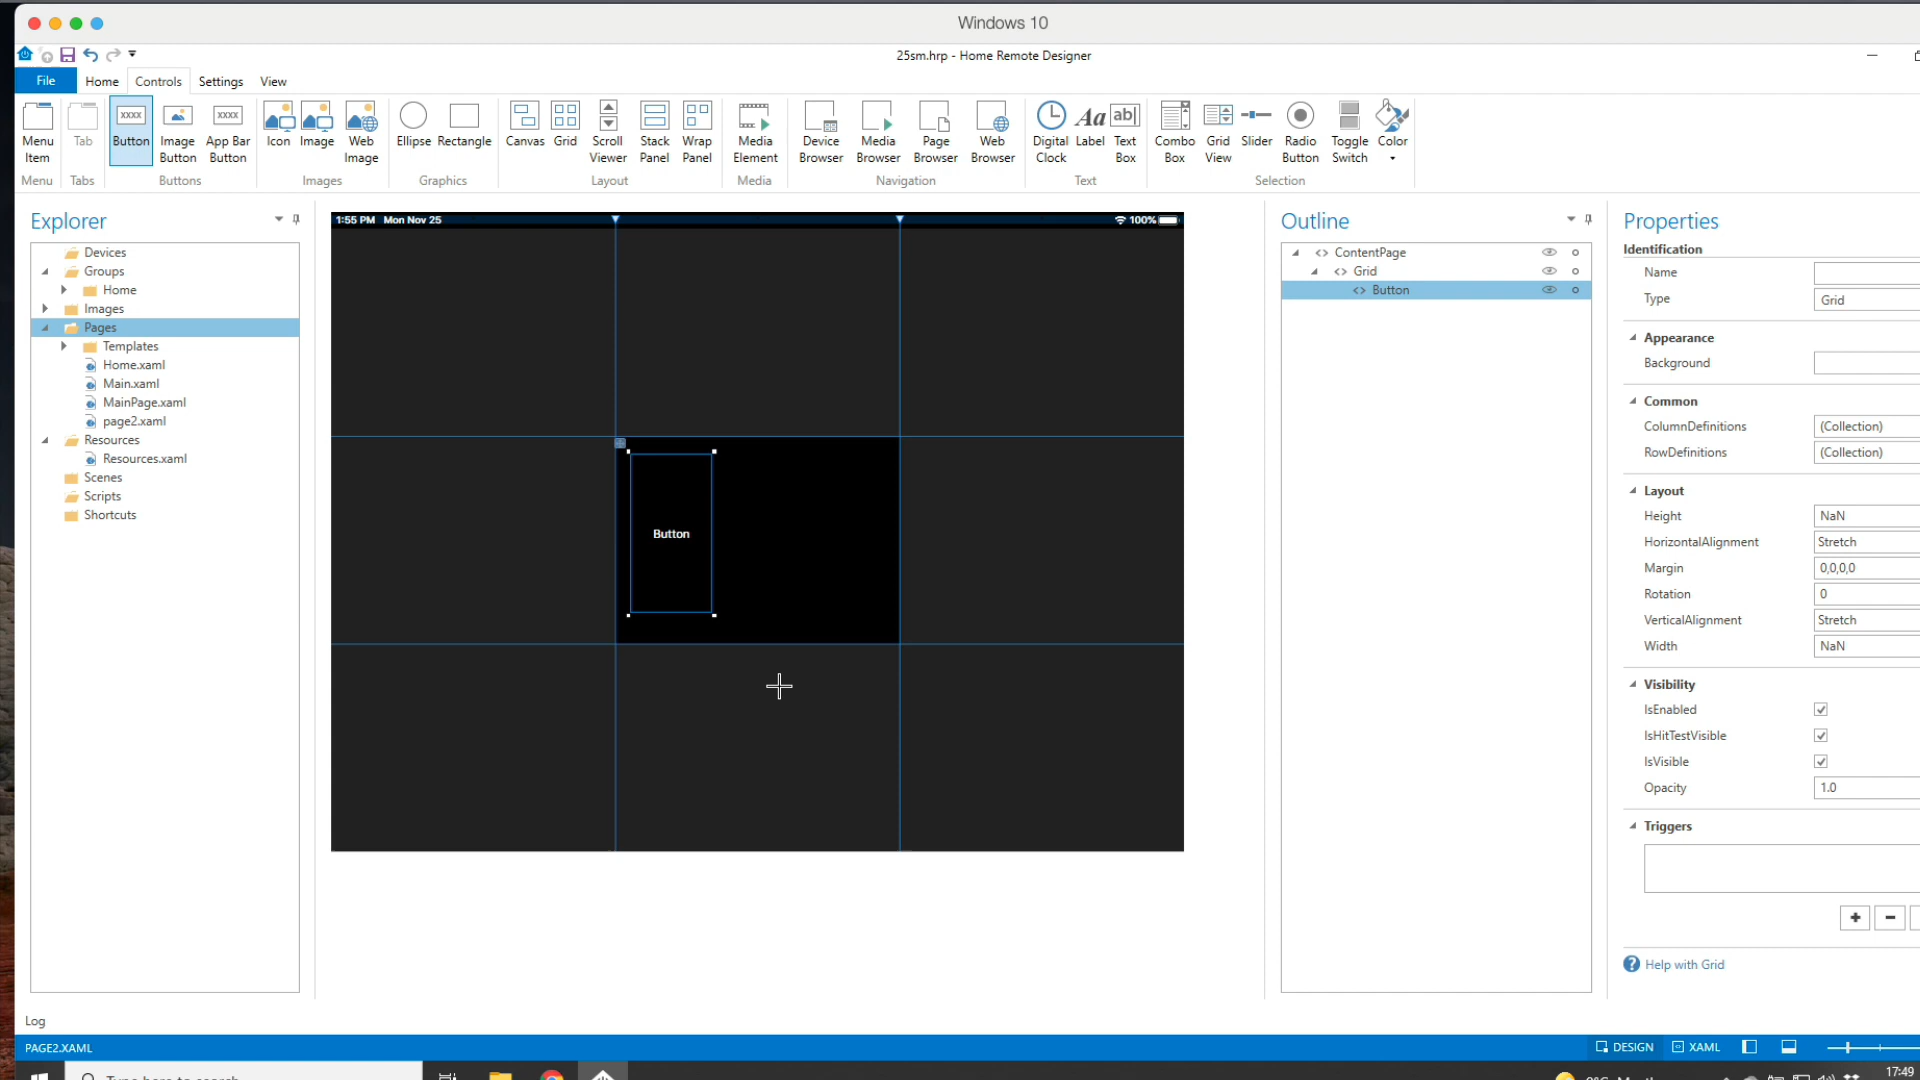 Windows 10
25sm.hrp - Home Remote Designer
File Home Controls Settings View
Menu Item
Tab
Button
Image Button
App Bar Button
Icon
Image
Web Image
Ellipse
Rectangle
Canvas
Grid
Scroll Viewer
Stack Panel
Wrap Panel
Media Element
Device Browser
Media Browser
Page Browser
Web Browser
Digital Clock
Label
Text Box
Combo Box
Grid View
Slider
Radio Button
Toggle Switch
Color
Menu Tabs Buttons Images Graphics Layout Media Navigation Text Selection
Explorer
Devices
Groups
Home
Images
Pages
Templates
Home.xaml
Main.xaml
MainPage.xaml
page2.xaml
Resources
Resources.xaml
Scenes
Scripts
Shortcuts
1:55 PM Mon Nov 25
100%
Button
Outline
ContentPage
Grid
Button
Properties
Identification
Name
Type Grid
Appearance
Background
Common
ColumnDefinitions (Collection)
RowDefinitions (Collection)
Layout
Height NaN
HorizontalAlignment Stretch
Margin 0,0,0,0
Rotation 0
VerticalAlignment Stretch
Width NaN
Visibility
IsEnabled
IsHitTestVisible
IsVisible
Opacity 1.0
Triggers
Help with Grid
Log
PAGE2.XAML
DESIGN XAML
17:49